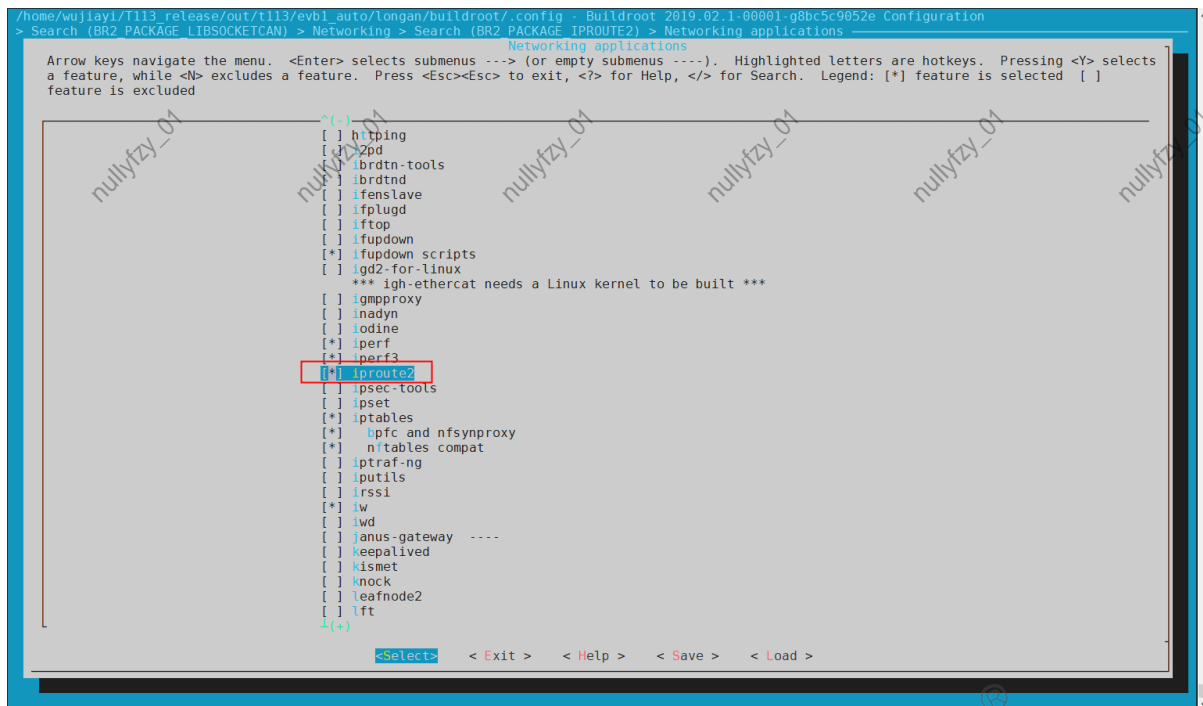 /home/wujiayi/T113_release/out/t113/evb1_auto/longan/buildroot/.config - Buildroot 2019.02.1-00001-g8bc5c9052e Configuration
> Search (BR2_PACKAGE_LIBSOCKETCAN) > Networking > Search (BR2_PACKAGE_IPROUTE2) > Networking applications
Networking applications
Arrow keys navigate the menu. <Enter> selects submenus ---> (or empty submenus ----). Highlighted letters are hotkeys. Pressing <Y> selects
a feature, while <N> excludes a feature. Press <Esc><Esc> to exit, <?> for Help, </> for Search. Legend: [*] feature is selected [ ]
feature is excluded
^(-)
[ ] httping
[ ] i2pd
[ ] ibrdtn-tools
[ ] ibrdtnd
[ ] ifenslave
[ ] ifplugd
[ ] iftop
[ ] ifupdown
[*] ifupdown scripts
[ ] igd2-for-linux
*** igh-ethercat needs a Linux kernel to be built ***
[ ] igmpproxy
[ ] inadyn
[ ] iodine
[*] iperf
[*] iperf3
[*] iproute2
[ ] ipsec-tools
[ ] ipset
[*] iptables
[*] bpfc and nfsynproxy
[*] nftables compat
[ ] iptraf-ng
[ ] iputils
[ ] irssi
[*] iw
[ ] iwd
[ ] janus-gateway ----
[ ] keepalived
[ ] kismet
[ ] knock
[ ] leafnode2
[ ] lft
┴(+)
<Select> < Exit > < Help > < Save > < Load >
nullyfzy_01
nullyfzy_01
nullyfzy_01
nullyfzy_01
nullyfzy_01